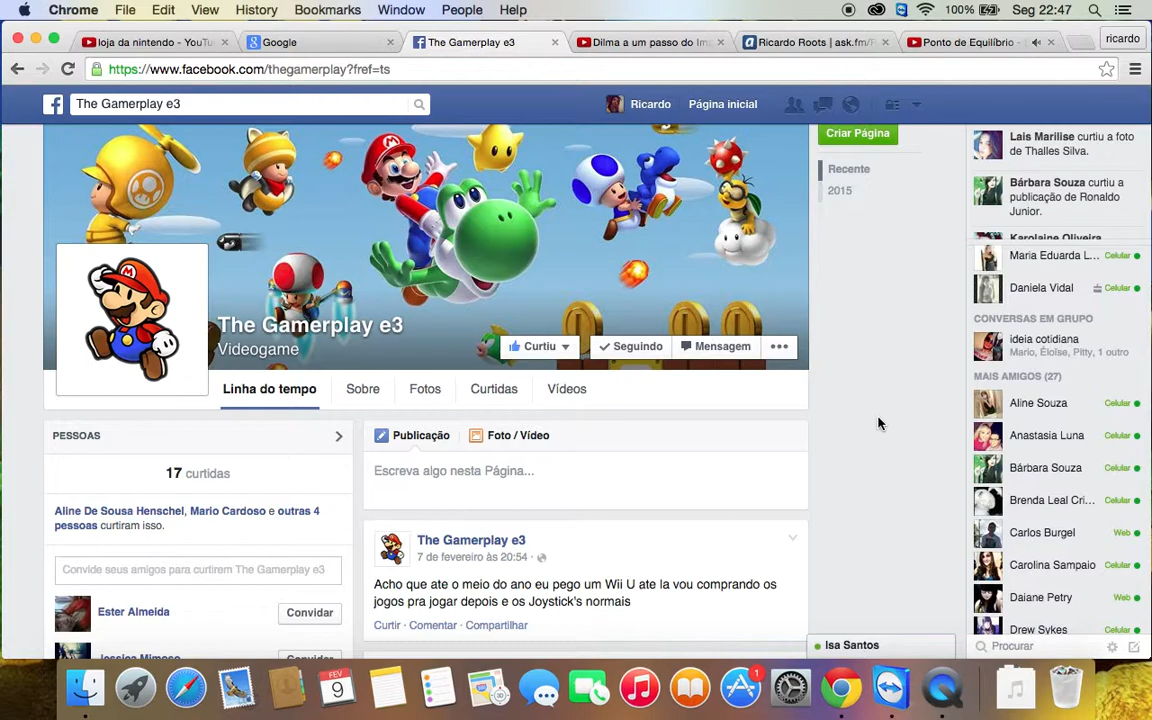 Chrome File Edit View History Bookmarks Window People Help 100% Seg 22:47
loja da nintendo - YouTu
Google
The Gamerplay e3
Dilma a um passo do Im
Ricardo Roots | ask.fm/
Ponto de Equilíbrio -
ricardo
https://www.facebook.com/thegamerplay?fref=ts
The Gamerplay e3
Ricardo Página inicial
Criar Página
Recente
2015
The Gamerplay e3
Videogame
Curtiu Seguindo Mensagem
Linha do tempo Sobre Fotos Curtidas Vídeos
PESSOAS
17 curtidas
Aline De Sousa Henschel, Mario Cardoso e outras 4
pessoas curtiram isso.
Convide seus amigos para curtirem The Gamerplay e3
Ester Almeida Convidar
Jessica Mimoso Convidar
Publicação Foto / Vídeo
Escreva algo nesta Página...
The Gamerplay e3
7 de fevereiro às 20:54
Acho que ate o meio do ano eu pego um Wii U ate la vou comprando os
jogos pra jogar depois e os Joystick's normais
Curtir · Comentar · Compartilhar
Lais Marilise curtiu a foto
de Thalles Silva.
Bárbara Souza curtiu a
publicação de Ronaldo
Junior.
Karolaine Oliveira
Maria Eduarda L... Celular
Daniela Vidal Celular
CONVERSAS EM GRUPO
ideia cotidiana
Mario, Éloïse, Pitty, 1 outro
MAIS AMIGOS (27)
Aline Souza Celular
Anastasia Luna Celular
Bárbara Souza Celular
Brenda Leal Cri... Celular
Carlos Burgel Web
Carolina Sampaio Celular
Daiane Petry Web
Drew Sykes Celular
Isa Santos
Procurar
FEV
9
1